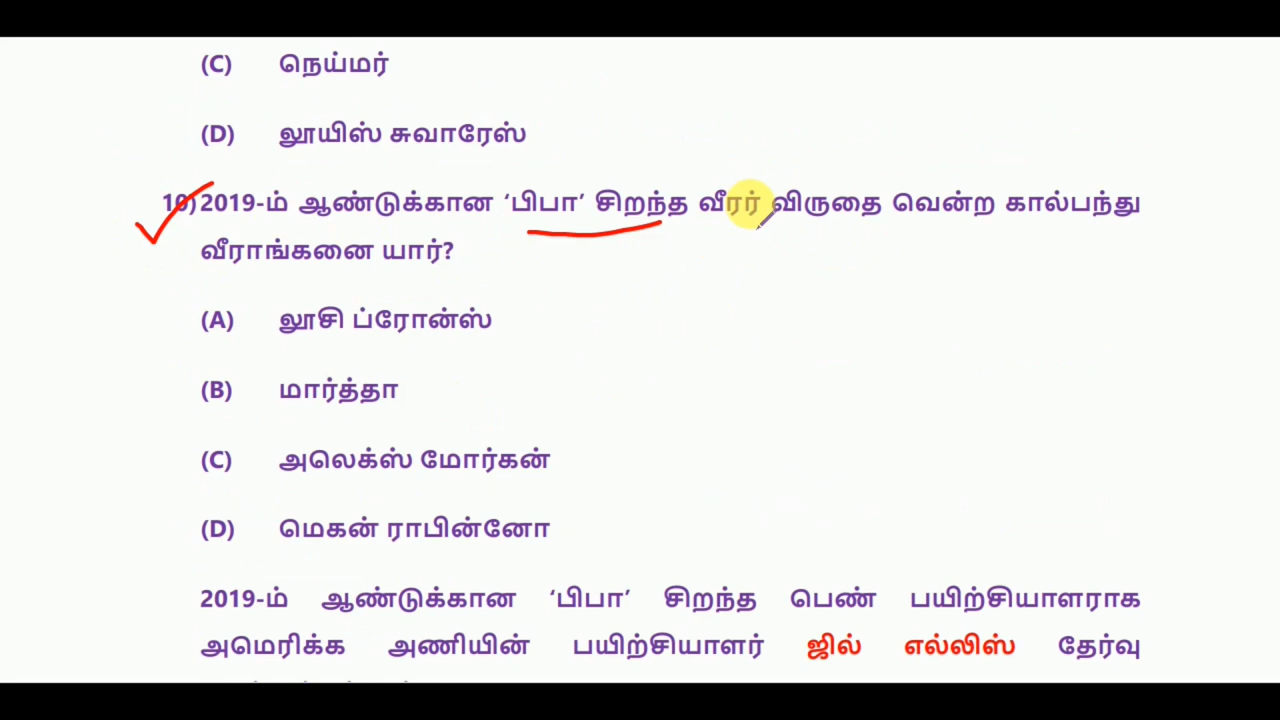 (C) நெய்மர்
(D) லூயிஸ் சுவாரேஸ்
10) 2019-ம் ஆண்டுக்கான ‘பிபா’ சிறந்த வீரர் விருதை வென்ற கால்பந்து
வீராங்கனை யார்?
(A) லூசி ப்ரோன்ஸ்
(B) மார்த்தா
(C) அலெக்ஸ் மோர்கன்
(D) மெகன் ராபின்னோ
2019-ம் ஆண்டுக்கான ‘பிபா’ சிறந்த பெண் பயிற்சியாளராக
அமெரிக்க அணியின் பயிற்சியாளர் ஜில் எல்லிஸ் தேர்வு